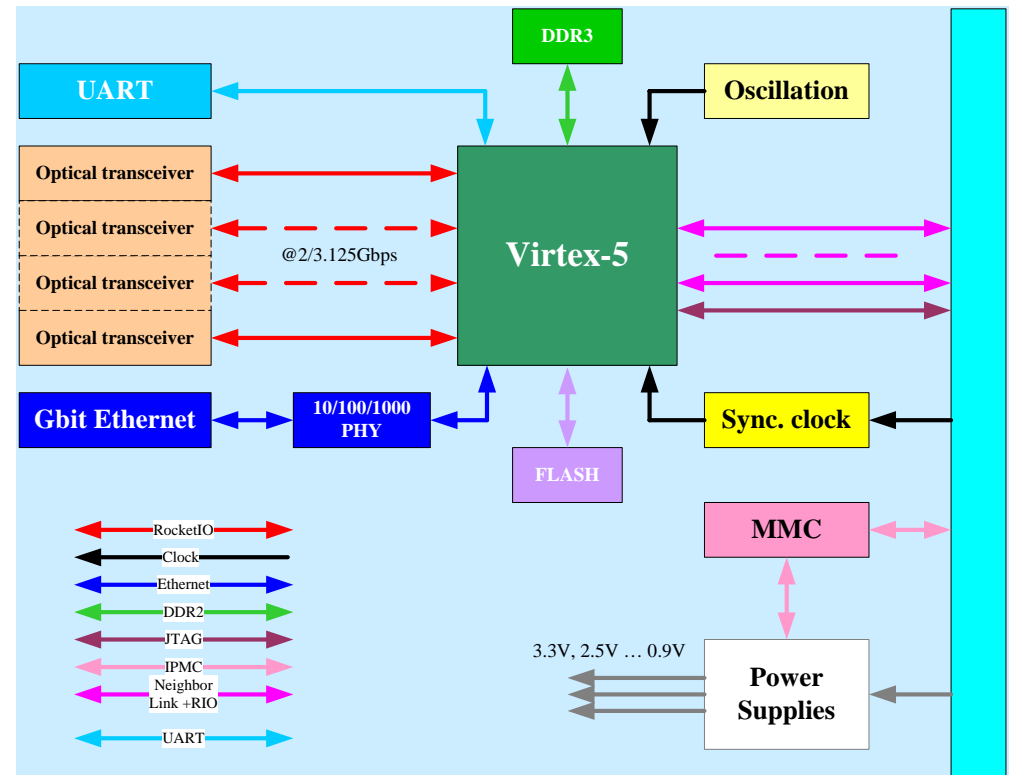 DDR3
UART
Oscillation
Optical transceiver
Optical transceiver
@2/3.125Gbps
Optical transceiver
Optical transceiver
Virtex-5
Gbit Ethernet
10/100/1000
PHY
FLASH
Sync. clock
MMC
RocketIO
Clock
Ethernet
DDR2
JTAG
IPMC
Neighbor
Link +RIO
UART
3.3V, 2.5V … 0.9V
Power
Supplies